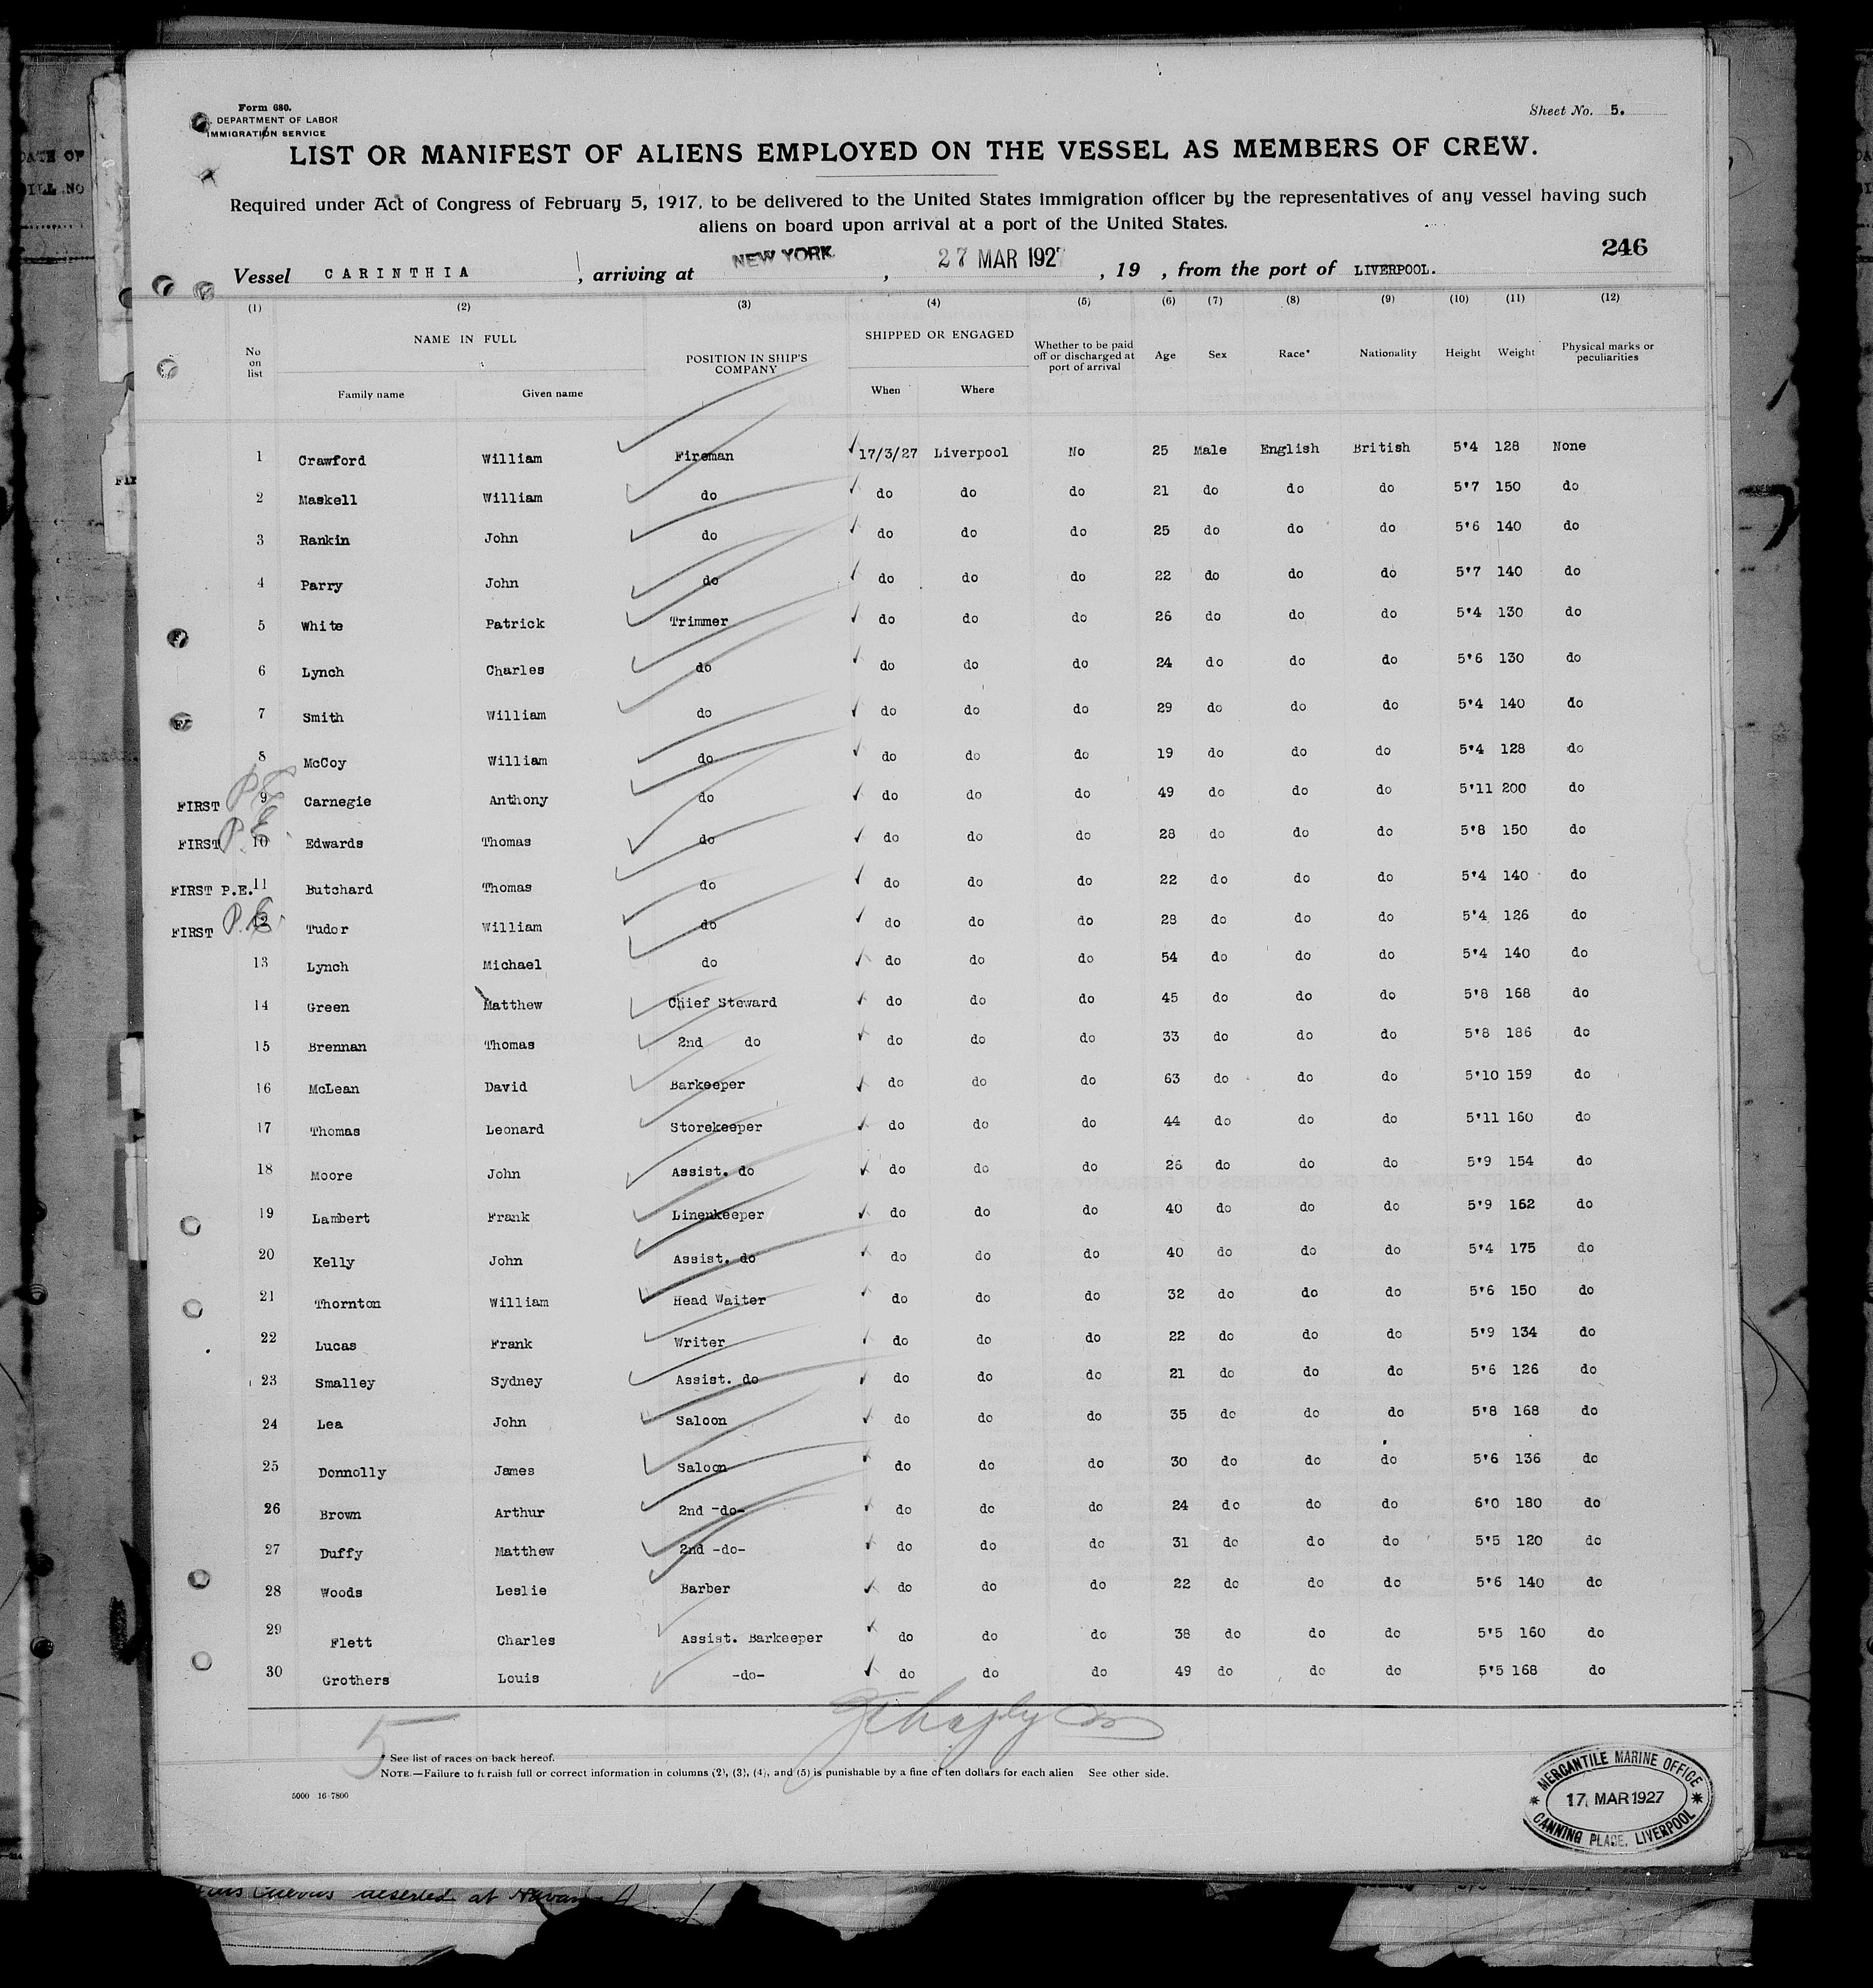 Form 680.
Sheet No. 5.
. DEPARTMENT OF LABOR
IMMIGRATION SERVICE
LIST OR MANIFEST OF ALIENS EMPLOYED ON THE VESSEL AS MEMBERS OF CREW.
Required under Act of Congress of February 5, 1917, to be delivered to the United States immigration officer by the representatives of any vessel having such
aliens on board upon arrival at a port of the United States.
246
Vessel CARINTHIA , arriving at NEW YORK , 27 MAR 1927 , 19 , from the port of LIVERPOOL.
(1) (2) (3) (4) (5) (6) (7) (8) (9) (10) (11) (12)
No on list NAME IN FULL Family name Given name POSITION IN SHIP'S COMPANY SHIPPED OR ENGAGED When Where Whether to be paid off or discharged at port of arrival Age Sex Race* Nationality Height Weight Physical marks or peculiarities
1 Crawford William Fireman 17/3/27 Liverpool No 25 Male English British 5'4 128 None
2 Maskell William do do do do 21 do do do 5'7 150 do
3 Rankin John do do do do 25 do do do 5'6 140 do
4 Parry John do do do do 22 do do do 5'7 140 do
5 White Patrick Trimmer do do do 26 do do do 5'4 130 do
6 Lynch Charles do do do do 24 do do do 5'6 130 do
7 Smith William do do do do 29 do do do 5'4 140 do
8 McCoy William do do do do 19 do do do 5'4 128 do
FIRST P.E. 9 Carnegie Anthony do do do do 49 do do do 5'11 200 do
FIRST P.E. 10 Edwards Thomas do do do do 28 do do do 5'8 150 do
FIRST P.E. 11 Butchard Thomas do do do do 22 do do do 5'4 140 do
FIRST P.E. 12 Tudor William do do do do 28 do do do 5'4 126 do
13 Lynch Michael do do do do 54 do do do 5'4 140 do
14 Green Matthew Chief Steward do do do 45 do do do 5'8 168 do
15 Brennan Thomas 2nd do do do do 33 do do do 5'8 186 do
16 McLean David Barkeeper do do do 63 do do do 5'10 159 do
17 Thomas Leonard Storekeeper do do do 44 do do do 5'11 160 do
18 Moore John Assist. do do do do 26 do do do 5'9 154 do
19 Lambert Frank Linenkeeper do do do 40 do do do 5'9 162 do
20 Kelly John Assist. do do do do 40 do do do 5'4 175 do
21 Thornton William Head Waiter do do do 32 do do do 5'6 150 do
22 Lucas Frank Writer do do do 22 do do do 5'9 134 do
23 Smalley Sydney Assist. do do do do 21 do do do 5'6 126 do
24 Lea John Saloon do do do 35 do do do 5'8 168 do
25 Donnolly James Saloon do do do 30 do do do 5'6 136 do
26 Brown Arthur 2nd -do- do do do 24 do do do 6'0 180 do
27 Duffy Matthew 2nd -do- do do do 31 do do do 5'5 120 do
28 Woods Leslie Barber do do do 22 do do do 5'6 140 do
29 Flett Charles Assist. Barkeeper do do do 38 do do do 5'5 160 do
30 Grothers Louis -do- do do do 49 do do do 5'5 168 do
5
* See list of races on back hereof.
NOTE.—Failure to furnish full or correct information in columns (2), (3), (4), and (5) is punishable by a fine of ten dollars for each alien See other side.
5000 16-7800
MERCANTILE MARINE OFFICE
17 MAR 1927
CANNING PLACE, LIVERPOOL
deserted at